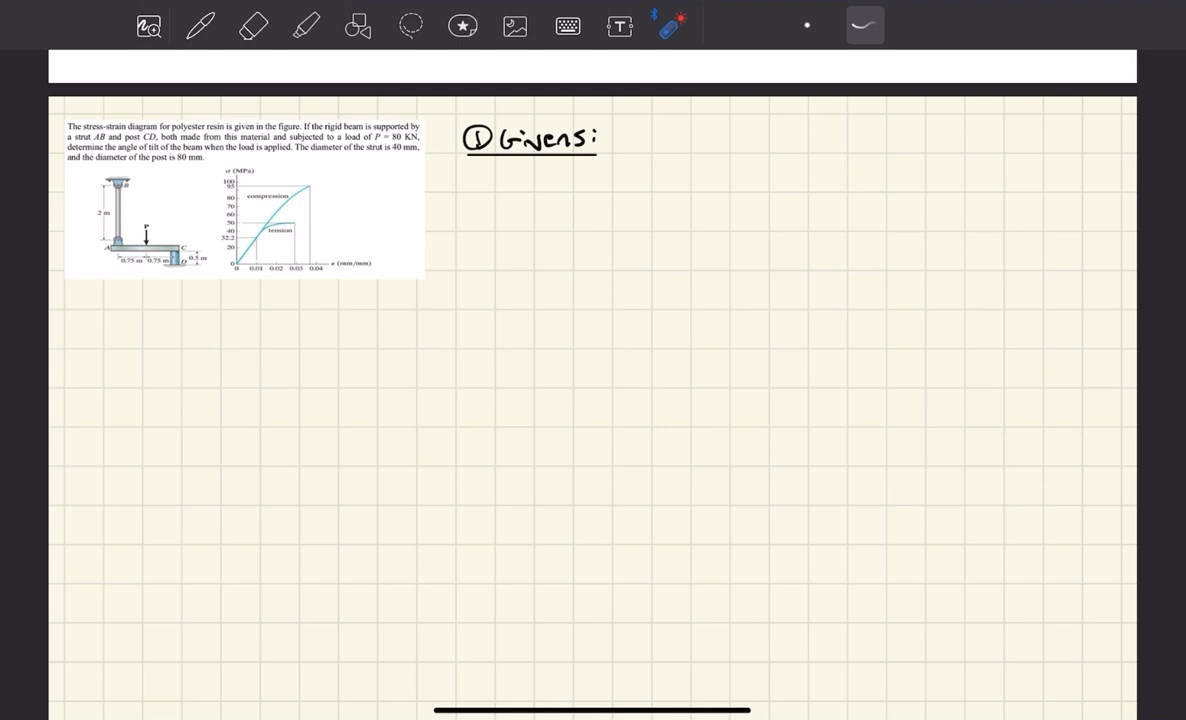 The stress-strain diagram for polyester resin is given in the figure. If the rigid beam is supported by
a strut AB and post CD, both made from this material and subjected to a load of P = 80 KN,
determine the angle of tilt of the beam when the load is applied. The diameter of the strut is 40 mm,
and the diameter of the post is 80 mm.
① Givens:
B
2 m
P
A
C
D
0.75 m
0.75 m
0.5 m
σ (MPa)
100
95
80
70
60
50
40
32.2
20
0
compression
tension
0
0.01
0.02
0.03
0.04
ε (mm/mm)
T